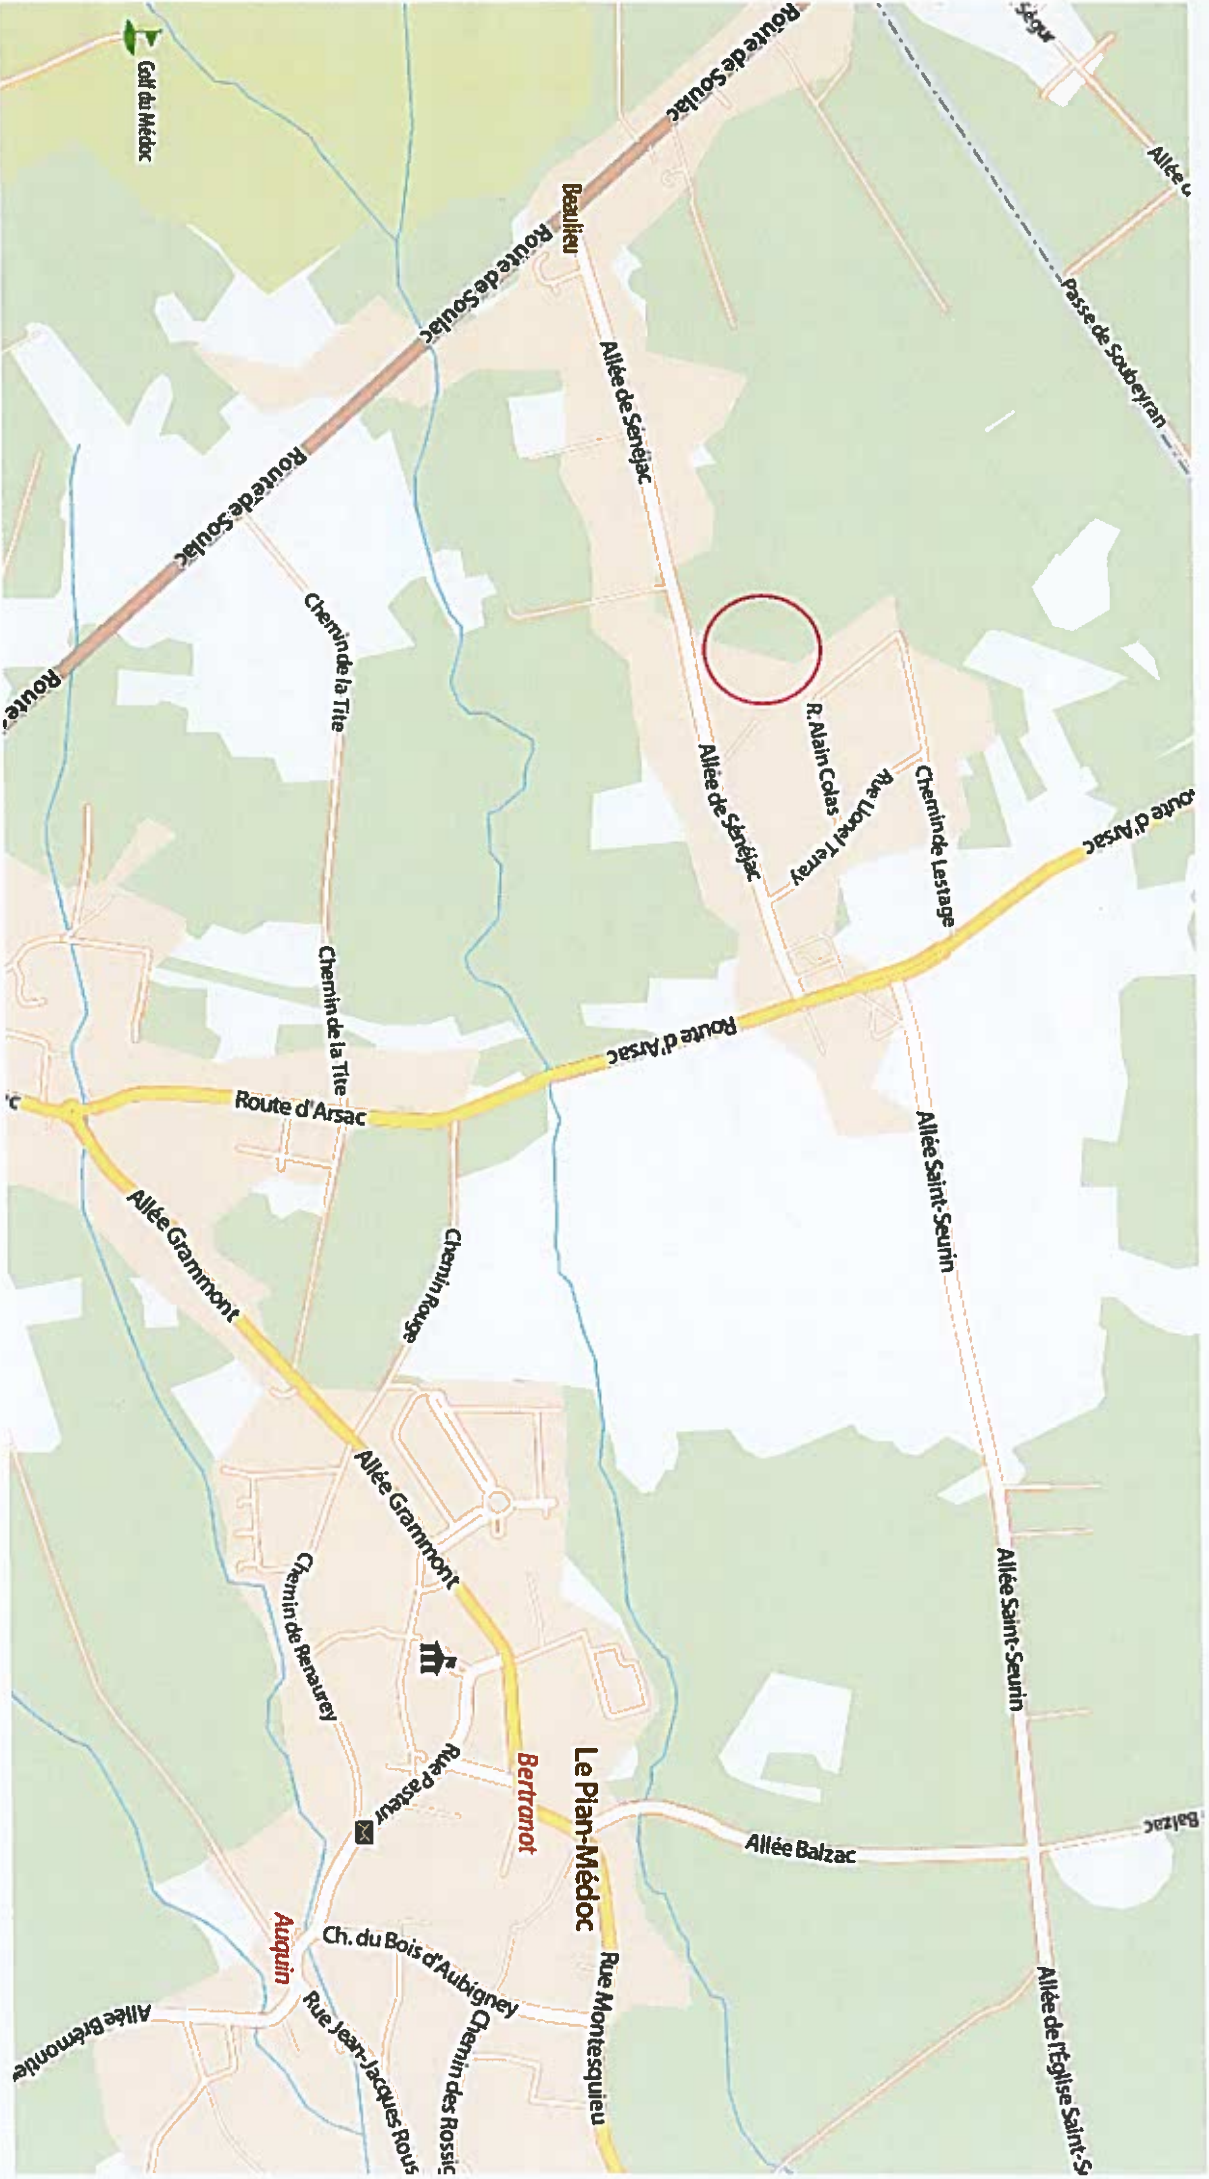 Ségur
Route de Soulac
Golf du Médoc
Allée
Beaulieu
Route de Soulac
Passe de Soubeyran
Allée de Sénéjac
Route de Soulac
Chemin de la Tite
Route
R. Alain Colas
Rue Lionel Terray
Chemin de Lestage
Allée de Sénéjac
Route d'Arsac
Chemin de la Tite
Route d'Arsac
Route d'Arsac
Allée Saint-Seurin
Allée Grammont
Chemin Rouge
Allée Grammont
Allée Saint-Seurin
Chemin de Renaurey
Rue Pasteur
Bertranot
Le Pian-Médoc
Allée Balzac
Balzac
Auquin
Ch. du Bois d'Aubigney
Rue Montesquieu
Allée de l'Église Saint-S
Allée Brémontie
Rue Jean-Jacques Rous
Chemin des Rossig